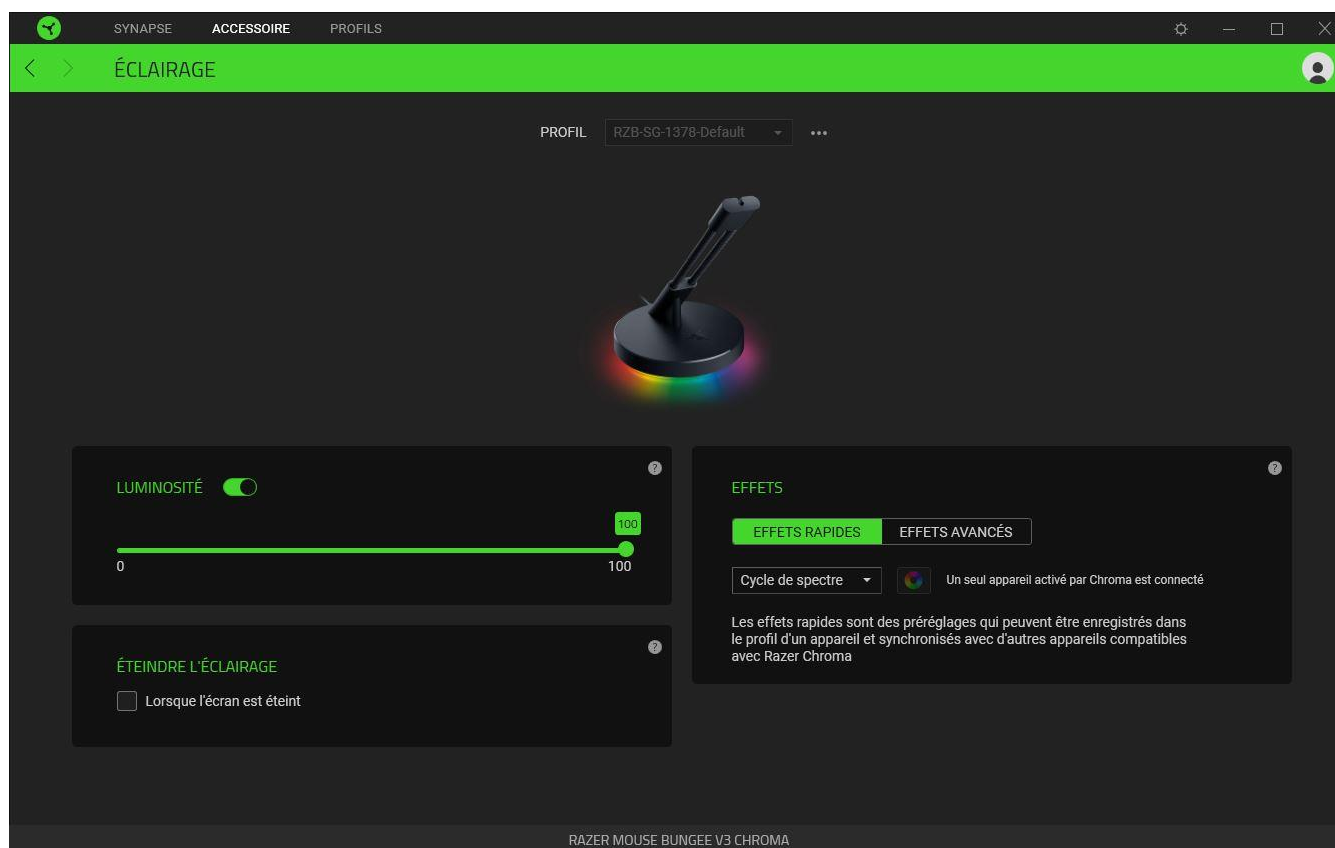 SYNAPSE ACCESSOIRE PROFILS
ÉCLAIRAGE
PROFIL RZB-SG-1378-Default
LUMINOSITÉ
100
0 100
ÉTEINDRE L'ÉCLAIRAGE
Lorsque l'écran est éteint
EFFETS
EFFETS RAPIDES EFFETS AVANCÉS
Cycle de spectre Un seul appareil activé par Chroma est connecté
Les effets rapides sont des préréglages qui peuvent être enregistrés dans
le profil d'un appareil et synchronisés avec d'autres appareils compatibles
avec Razer Chroma
RAZER MOUSE BUNGEE V3 CHROMA